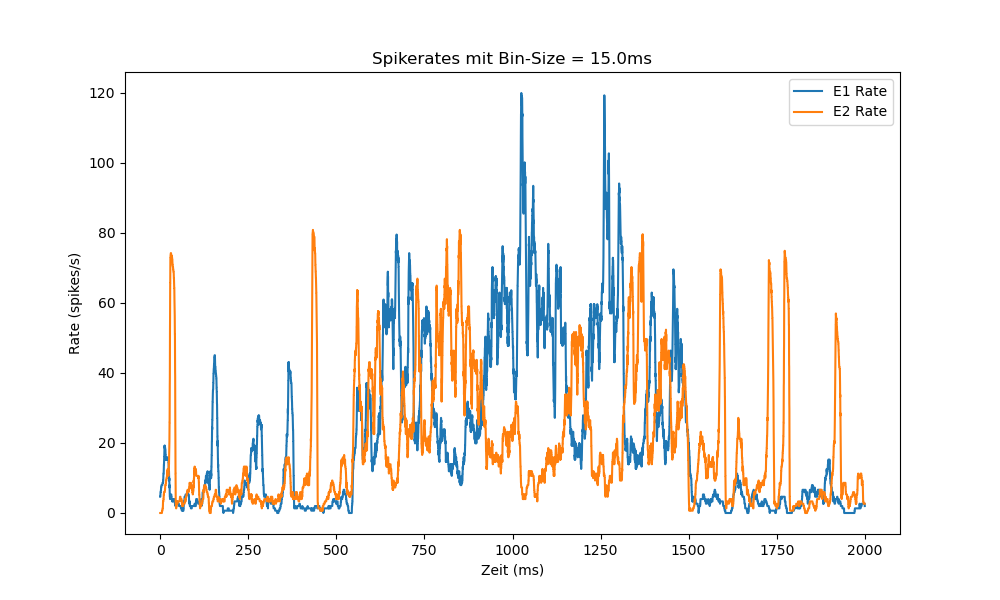 Spikerates mit Bin-Size = 15.0ms
E1 Rate
E2 Rate
120
100
80
60
40
20
0
Rate (spikes/s)
0 250 500 750 1000 1250 1500 1750 2000
Zeit (ms)